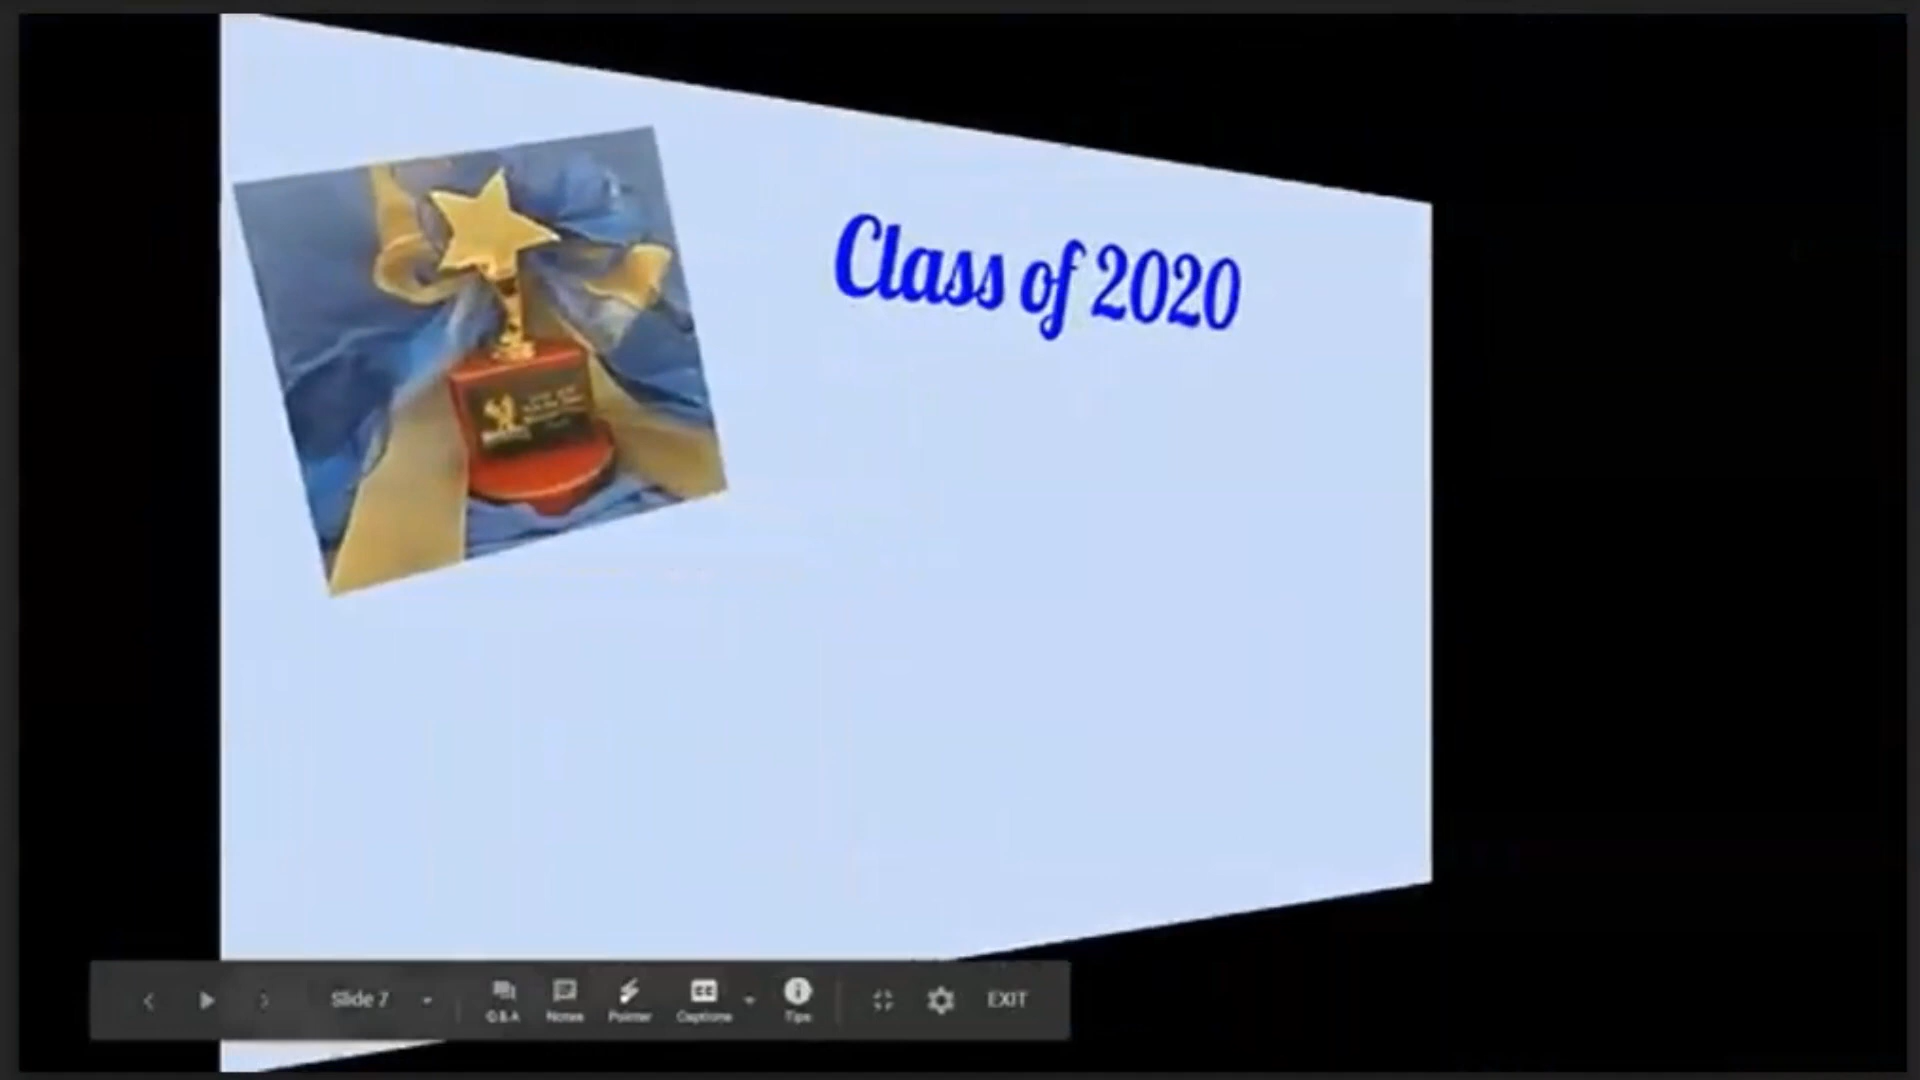 Class of 2020
Slide 7
Q&A
Notes
Pointer
Captions
Tips
EXIT